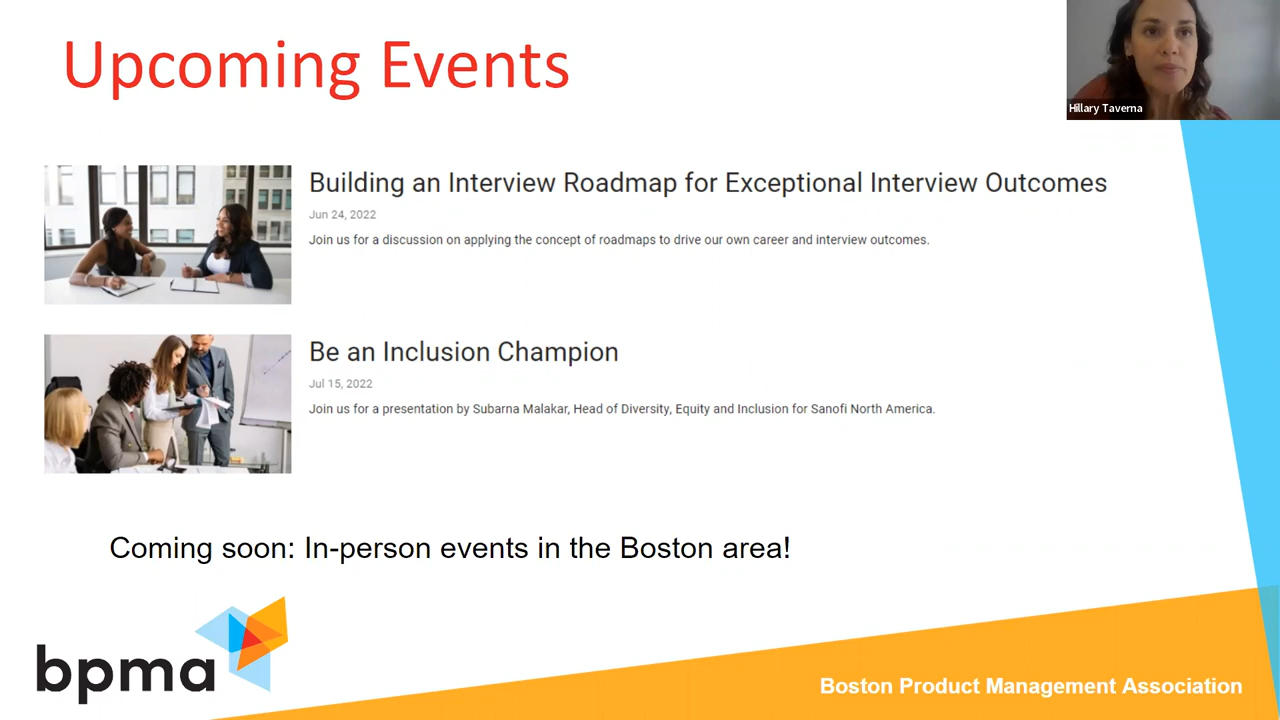 Upcoming Events
Hillary Taverna
Building an Interview Roadmap for Exceptional Interview Outcomes
Jun 24, 2022
Join us for a discussion on applying the concept of roadmaps to drive our own career and interview outcomes.
Be an Inclusion Champion
Jul 15, 2022
Join us for a presentation by Subarna Malakar, Head of Diversity, Equity and Inclusion for Sanofi North America.
Coming soon: In-person events in the Boston area!
bpma
Boston Product Management Association